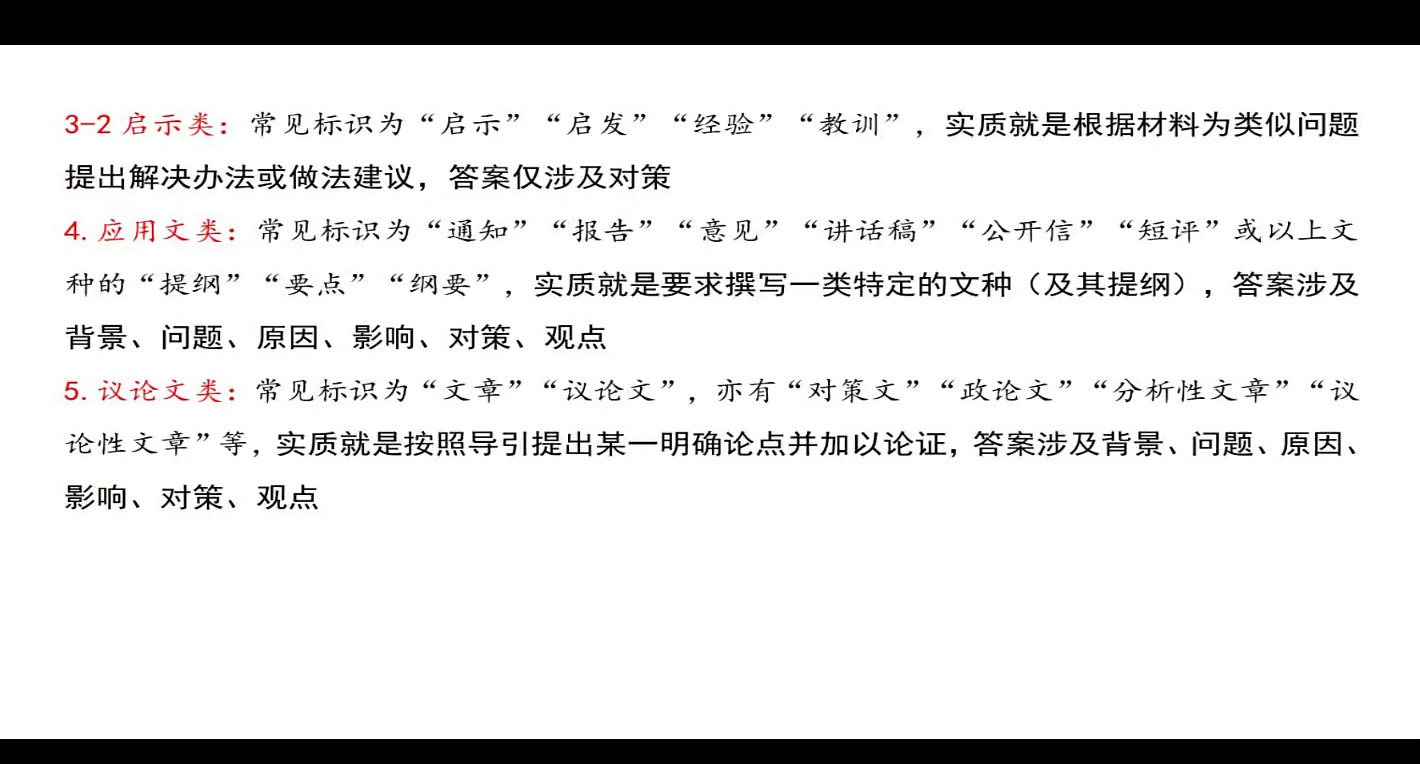 3-2 启示类：常见标识为“启示”“启发”“经验”“教训”，实质就是根据材料为类似问题
提出解决办法或做法建议，答案仅涉及对策
4. 应用文类：常见标识为“通知”“报告”“意见”“讲话稿”“公开信”“短评”或以上文
种的“提纲”“要点”“纲要”，实质就是要求撰写一类特定的文种（及其提纲），答案涉及
背景、问题、原因、影响、对策、观点
5. 议论文类：常见标识为“文章”“议论文”，亦有“对策文”“政论文”“分析性文章”“议
论性文章”等，实质就是按照导引提出某一明确论点并加以论证，答案涉及背景、问题、原因、
影响、对策、观点